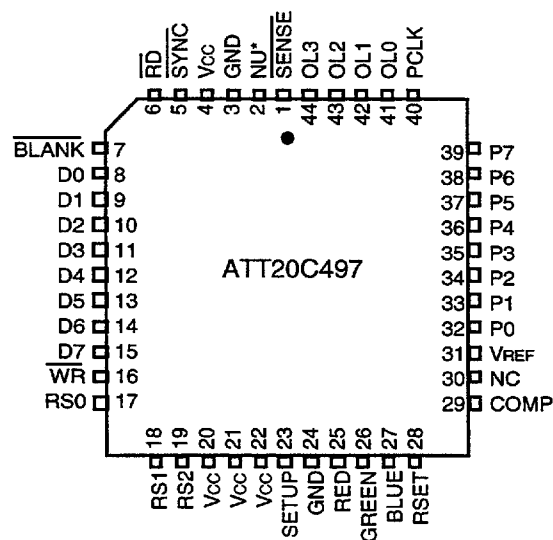 RD
SYNC
VCC
GND
NU*
SENSE
OL3
OL2
OL1
OL0
PCLK
6 5 4 3 2 1 44 43 42 41 40
BLANK 7
D0 8
D1 9
D2 10
D3 11
D4 12
D5 13
D6 14
D7 15
WR 16
RS0 17
ATT20C497
39 P7
38 P6
37 P5
36 P4
35 P3
34 P2
33 P1
32 P0
31 VREF
30 NC
29 COMP
18 19 20 21 22 23 24 25 26 27 28
RS1
RS2
VCC
VCC
VCC
SETUP
GND
RED
GREEN
BLUE
RSET